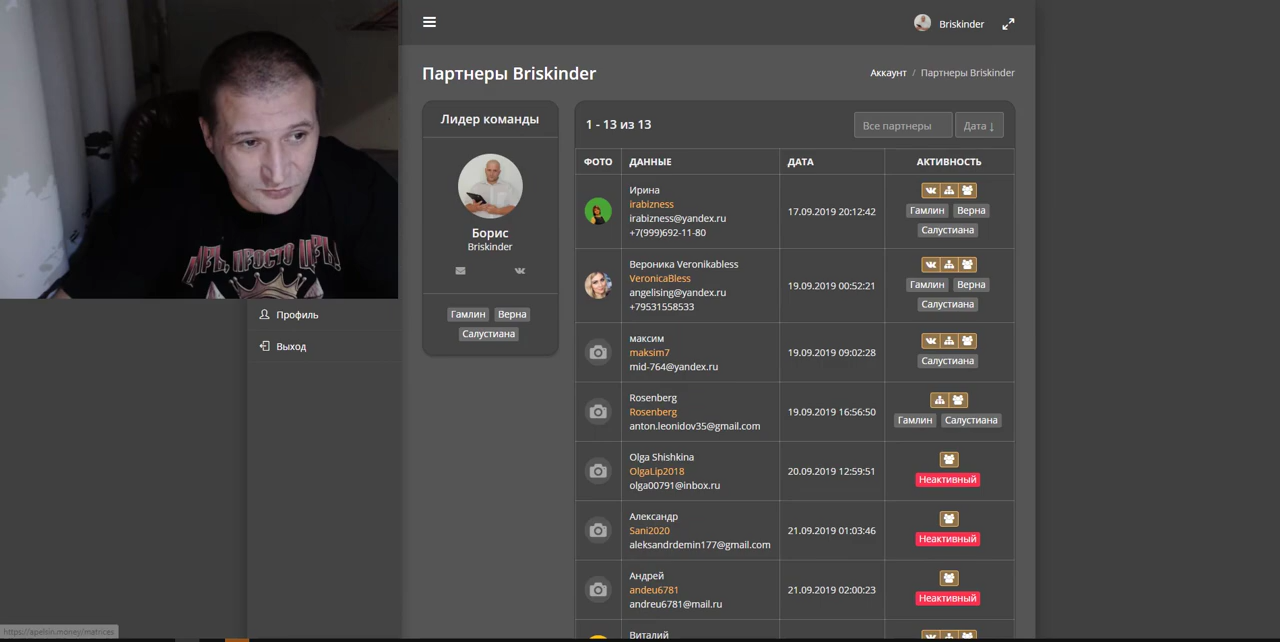 Briskinder
Партнеры Briskinder
Аккаунт / Партнеры Briskinder
Лидер команды
Борис
Briskinder
Гамлин Верна
Салустиана
1 - 13 из 13
Все партнеры Дата ↓
ФОТО ДАННЫЕ ДАТА АКТИВНОСТЬ
Ирина
irabizness
irabizness@yandex.ru
+7(999)692-11-80
17.09.2019 20:12:42
Гамлин Верна
Салустиана
Вероника Veronikabless
VeronicaBless
angelising@yandex.ru
+79531558533
19.09.2019 00:52:21
Гамлин Верна
Салустиана
максим
maksim7
mid-764@yandex.ru
19.09.2019 09:02:28
Салустиана
Rosenberg
Rosenberg
anton.leonidov35@gmail.com
19.09.2019 16:56:50
Гамлин Салустиана
Olga Shishkina
OlgaLip2018
olga00791@inbox.ru
20.09.2019 12:59:51
Неактивный
Александр
Sani2020
aleksandrdemin177@gmail.com
21.09.2019 01:03:46
Неактивный
Андрей
andeu6781
andreu6781@mail.ru
21.09.2019 02:00:23
Неактивный
Виталий
Профиль
Выход
ПРОСТО ЦРЬ!